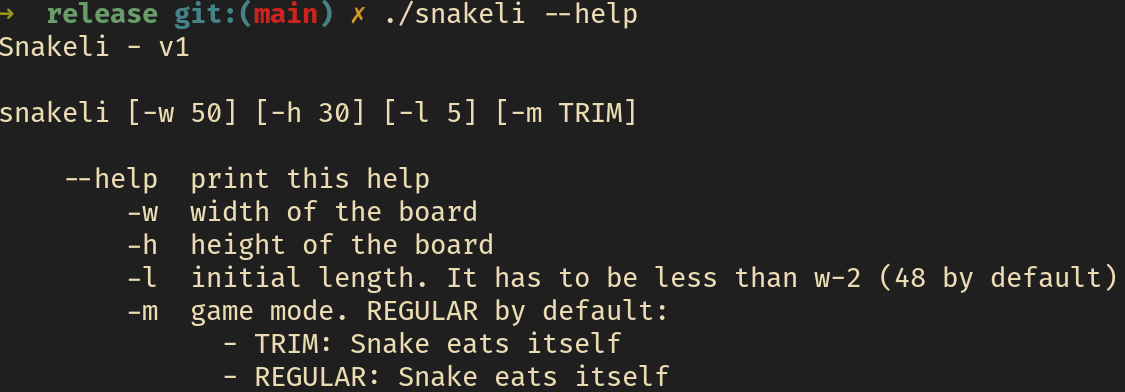 → release git:(main) ✗ ./snakeli --help
Snakeli - v1
snakeli [-w 50] [-h 30] [-l 5] [-m TRIM]
--help print this help
-w width of the board
-h height of the board
-l initial length. It has to be less than w-2 (48 by default)
-m game mode. REGULAR by default:
- TRIM: Snake eats itself
- REGULAR: Snake eats itself